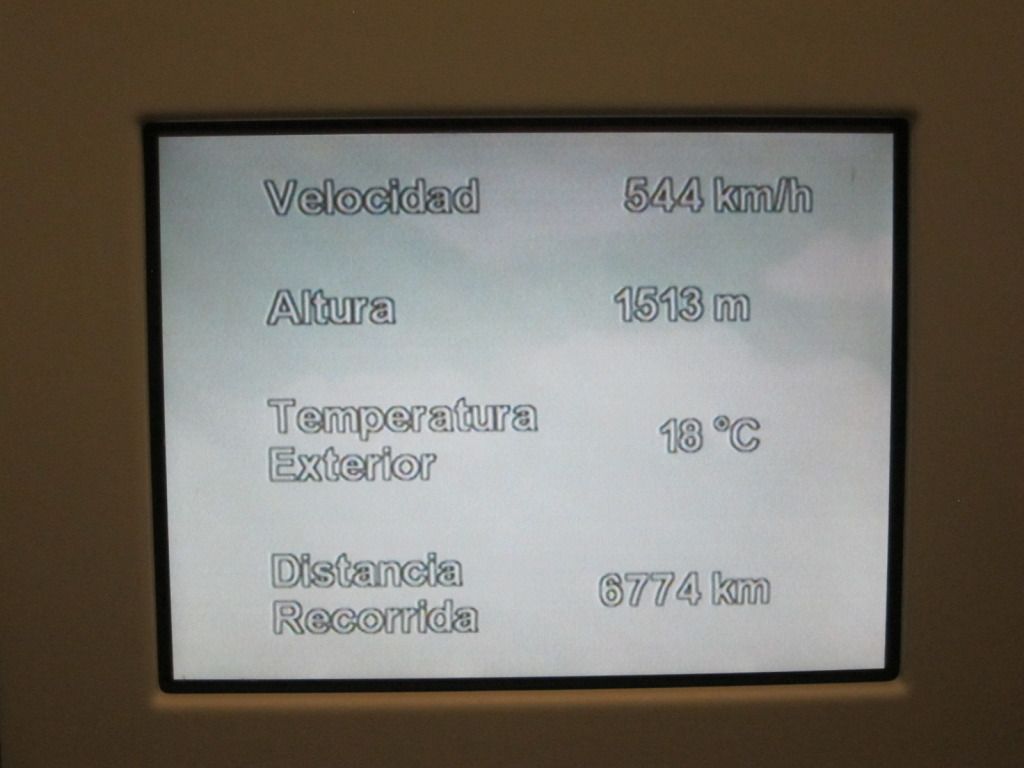 Velocidad 544 km/h
Altura 1513 m
Temperatura
Exterior 18 °C
Distancia
Recorrida 6774 km